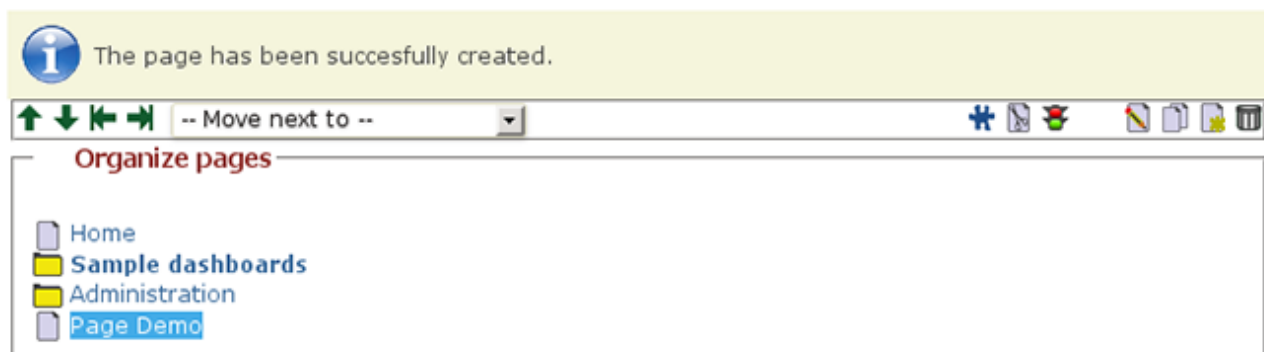 The page has been succesfully created.
-- Move next to --
Organize pages
Home
Sample dashboards
Administration
Page Demo